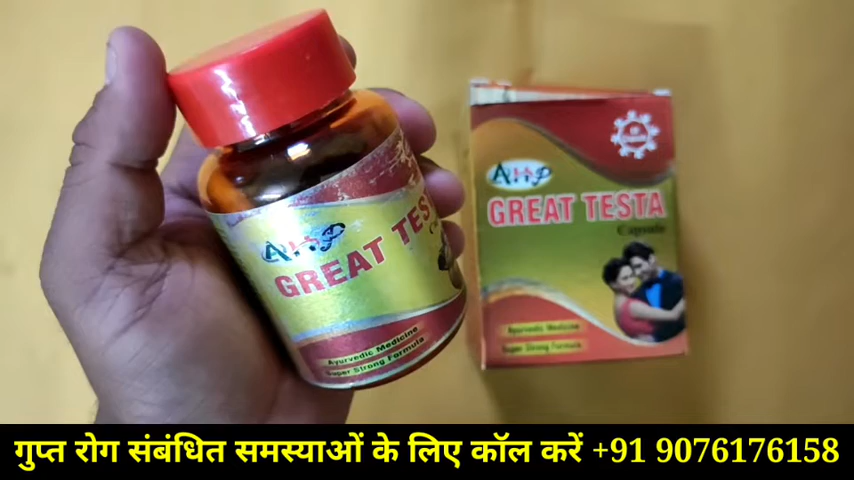 AHP
GREAT TESTA
Ayurvedic Medicine
Super Strong Formula
AHP
GREAT TESTA
Capsule
Ayurvedic Medicine
Super Strong Formula
गुप्त रोग संबंधित समस्याओं के लिए कॉल करें +91 9076176158